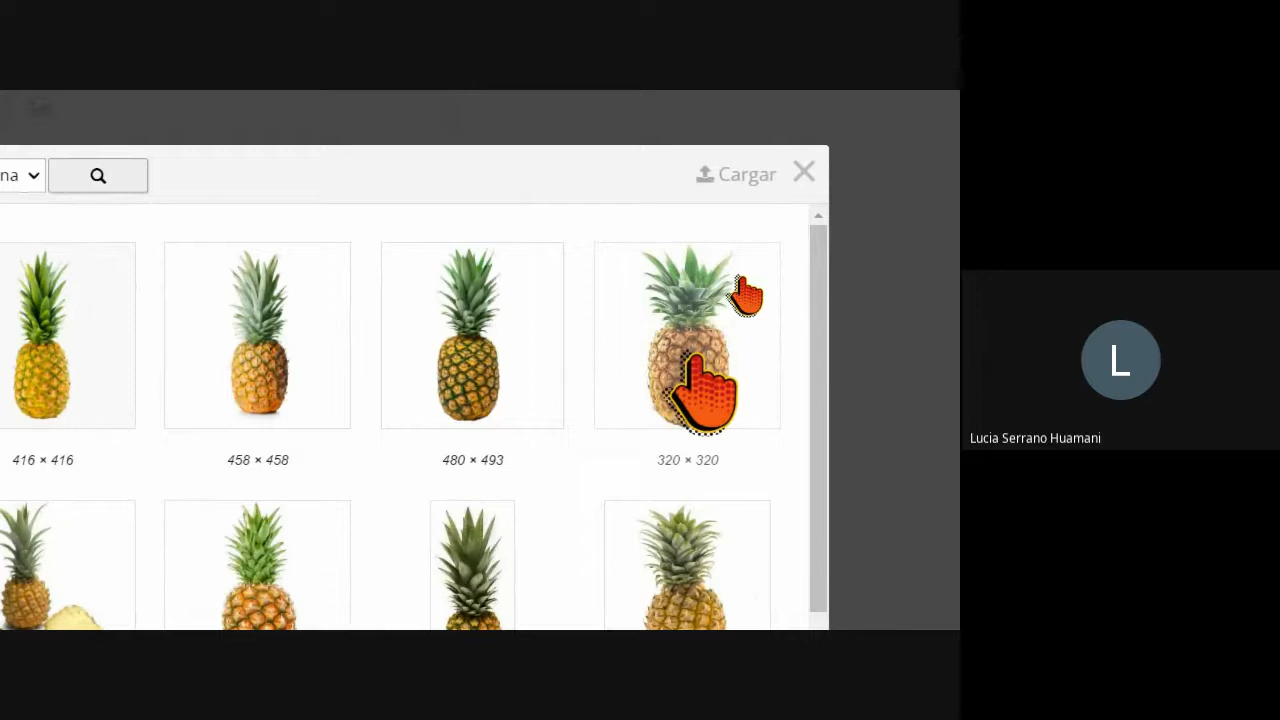 na
Cargar
416 × 416
458 × 458
480 × 493
320 × 320
L
Lucia Serrano Huamani